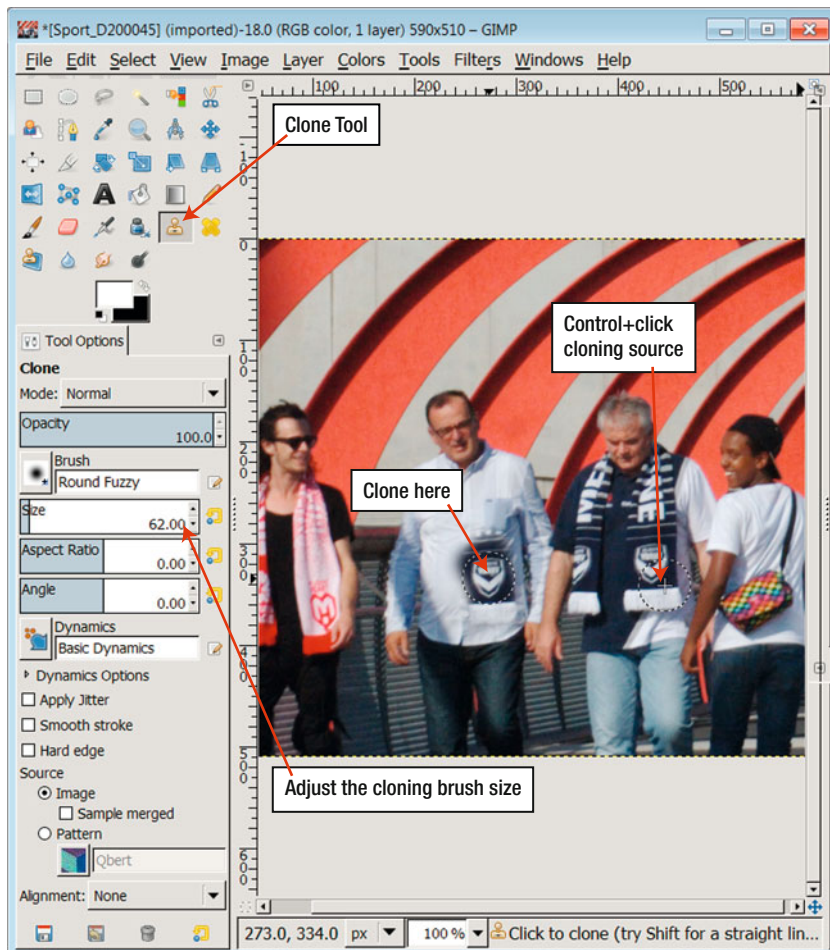 *[Sport_D200045] (imported)-18.0 (RGB color, 1 layer) 590x510 – GIMP
File Edit Select View Image Layer Colors Tools Filters Windows Help
100 200 300 400 500
Clone Tool
Control+click
cloning source
Clone here
Tool Options
Clone
Mode: Normal
Opacity
100.0
Brush
Round Fuzzy
Size
62.00
Aspect Ratio
0.00
Angle
0.00
Dynamics
Basic Dynamics
Dynamics Options
Apply Jitter
Smooth stroke
Hard edge
Source
Image
Sample merged
Pattern
Qbert
Alignment: None
Adjust the cloning brush size
273.0, 334.0 px 100 % Click to clone (try Shift for a straight lin...